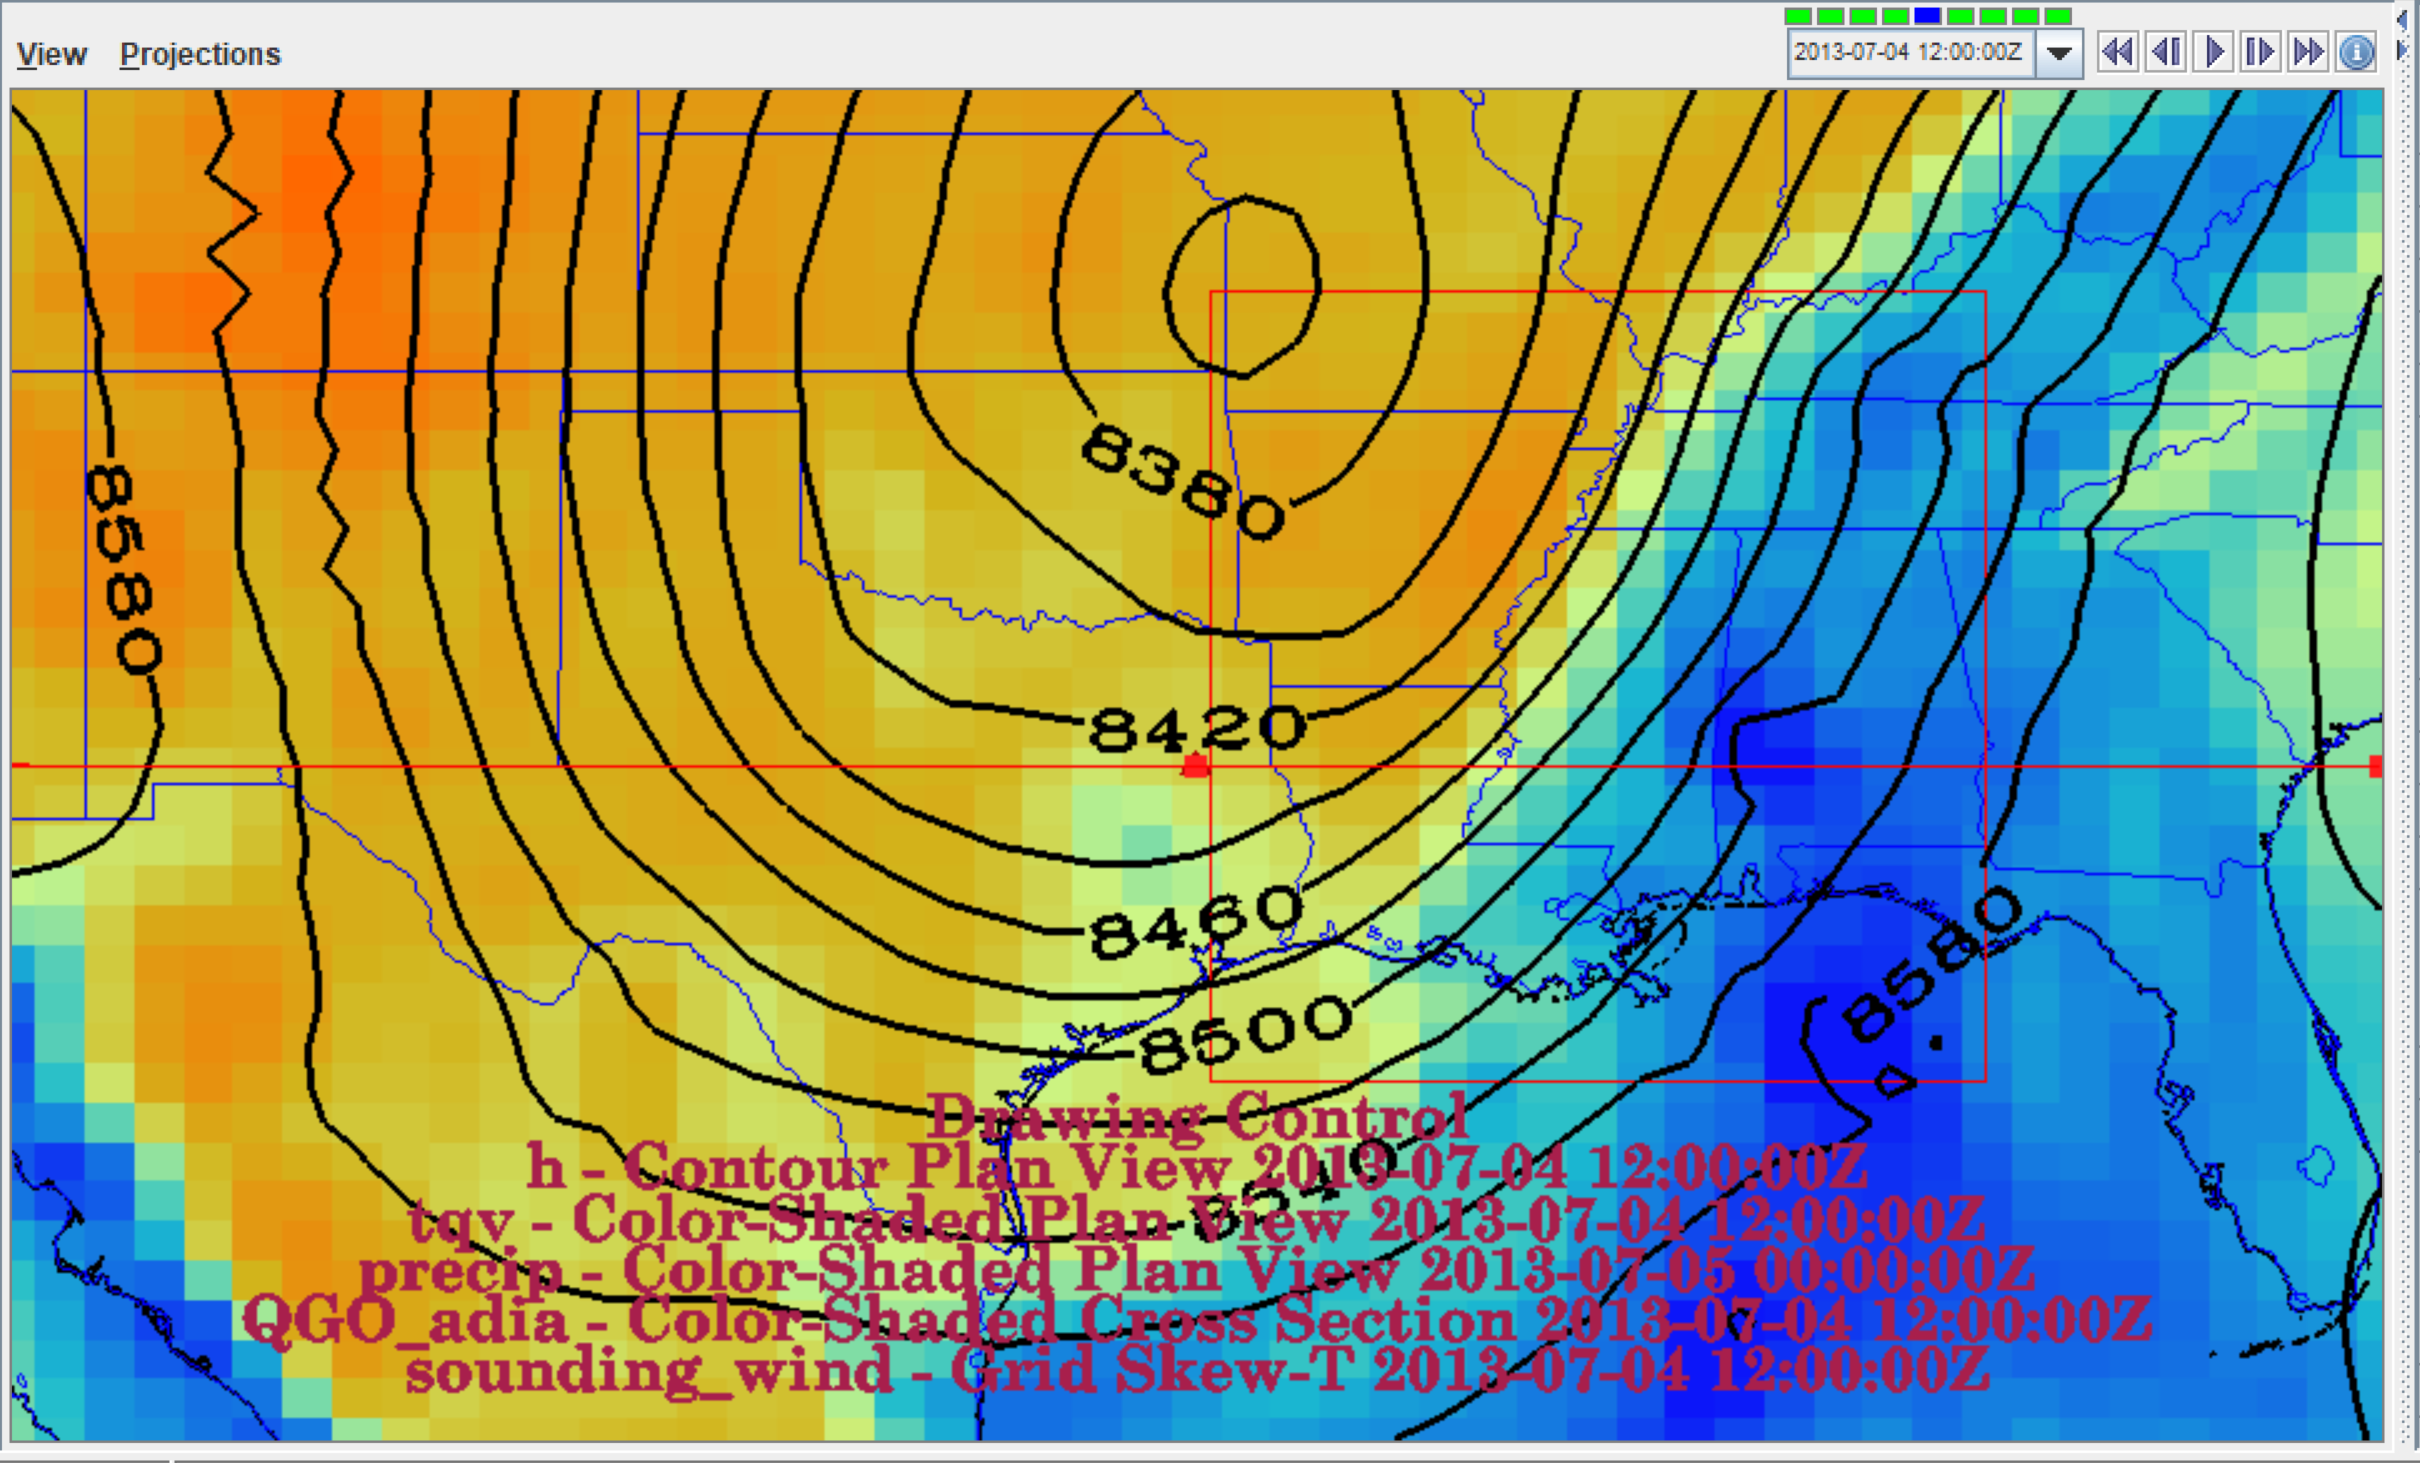 View Projections
2013-07-04 12:00:00Z
8380
8580
8420
8460
8580
8500
Drawing Control
h - Contour Plan View 2013-07-04 12:00:00Z
8540
tqv - Color-Shaded Plan View 2013-07-04 12:00:00Z
precip - Color-Shaded Plan View 2013-07-05 00:00:00Z
QGO_adia - Color-Shaded Cross Section 2013-07-04 12:00:00Z
sounding_wind - Grid Skew-T 2013-07-04 12:00:00Z